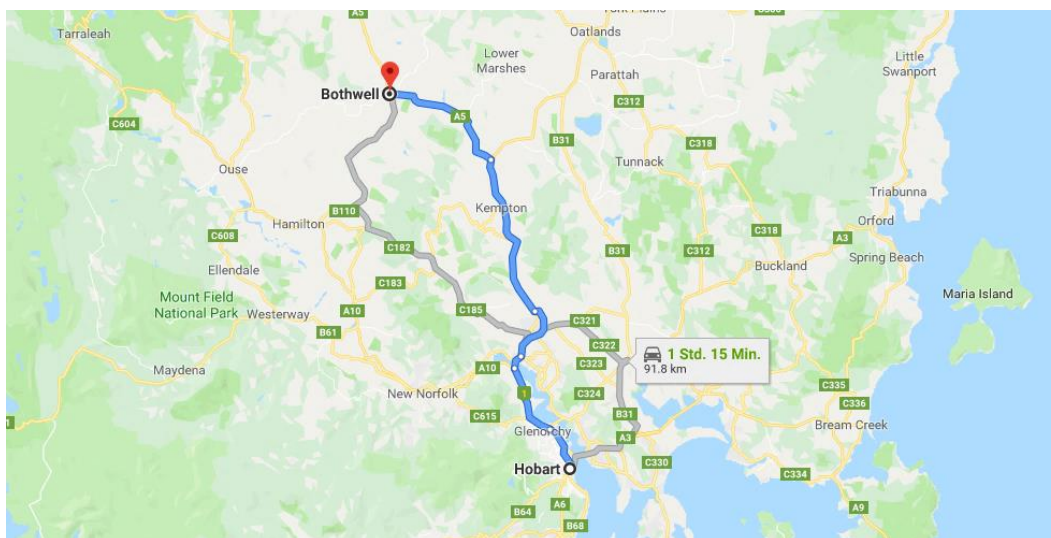 A5
Tarraleah
Oatlands
Little
Swanport
Lower
Marshes
Parattah
Bothwell
C312
C604
A5
B31
C318
Tunnack
Ouse
Triabunna
Kempton
B110
Hamilton
Orford
C318
A3
C608
C182
B31
C312
Spring Beach
Ellendale
C183
Buckland
Mount Field
National Park
Maria Island
Westerway
A10
C185
C321
B61
C322
1 Std. 15 Min.
91.8 km
Maydena
A10
C323
C335
New Norfolk
1
C324
C336
C615
B31
Glenorchy
Bream Creek
A3
Hobart
C330
C334
B64
A6
A9
B68